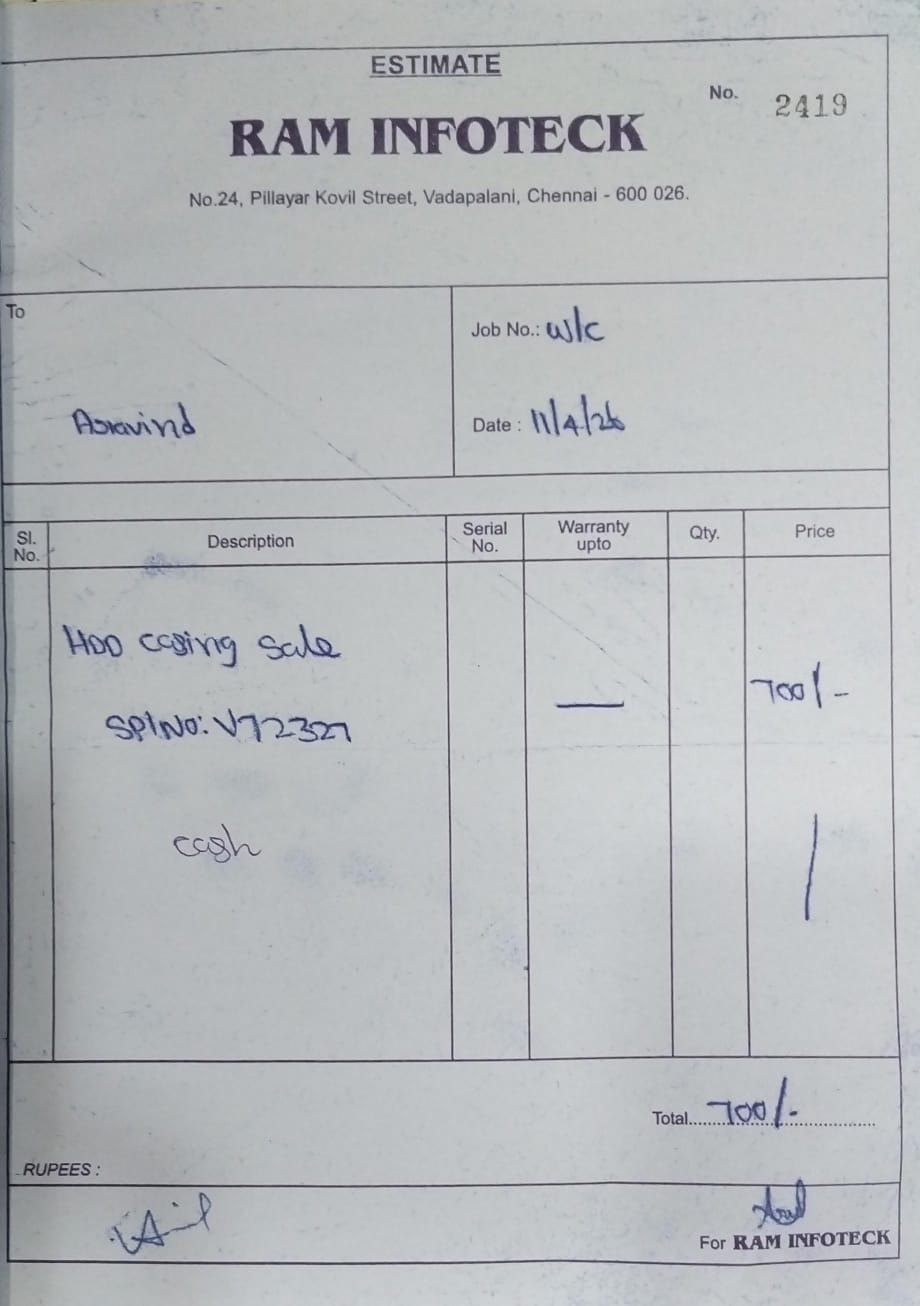 ESTIMATE
No. 2419
RAM INFOTECK
No.24, Pillayar Kovil Street, Vadapalani, Chennai - 600 026.
To
Aravind
Job No.: W/C
Date : 11/4/26
Sl. No.
Description
Serial No.
Warranty upto
Qty.
Price
HDD casing Sale
700/-
SP/No: V72327
cash
Total 700/-
RUPEES :
For RAM INFOTECK